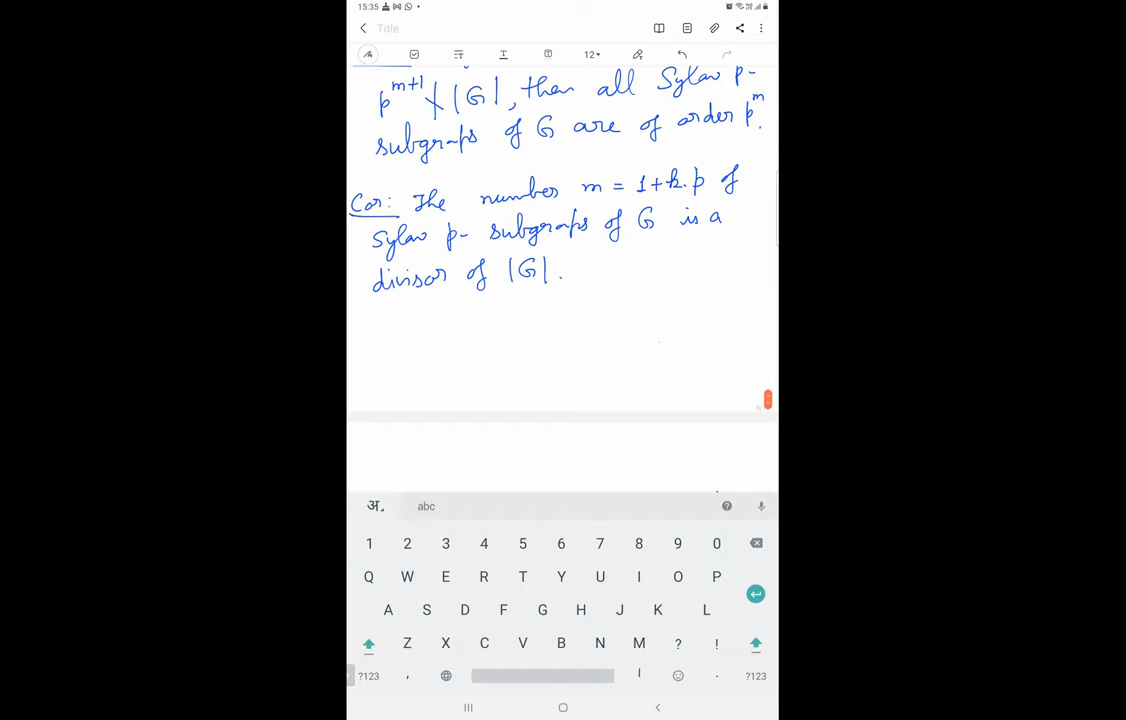 15:35
Title
12
p^{m+1} ∤ |G|, then all Sylow p-
subgroups of G are of order p^m.
Cor: The number m = 1+k.p of
Sylow p- subgroups of G is a
divisor of |G|.
अ. abc
1 2 3 4 5 6 7 8 9 0
Q W E R T Y U I O P
A S D F G H J K L
Z X C V B N M ? !
?123 , . ?123